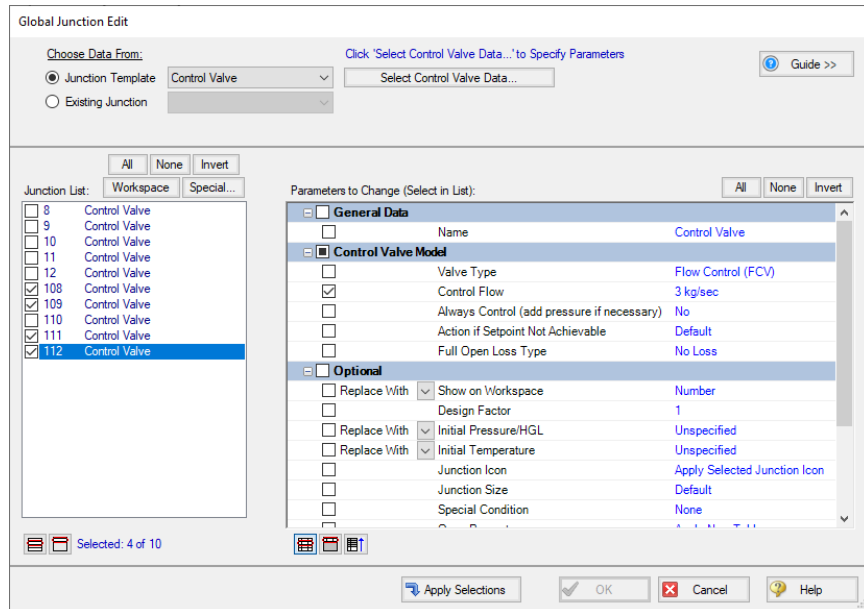 Global Junction Edit
Choose Data From:
Click 'Select Control Valve Data...' to Specify Parameters
Junction Template Control Valve Select Control Valve Data... Guide >>
Existing Junction
All None Invert
Junction List: Workspace Special... Parameters to Change (Select in List): All None Invert
8 Control Valve
9 Control Valve
10 Control Valve
11 Control Valve
12 Control Valve
108 Control Valve
109 Control Valve
110 Control Valve
111 Control Valve
112 Control Valve
General Data
Name Control Valve
Control Valve Model
Valve Type Flow Control (FCV)
Control Flow 3 kg/sec
Always Control (add pressure if necessary) No
Action if Setpoint Not Achievable Default
Full Open Loss Type No Loss
Optional
Replace With Show on Workspace Number
Design Factor 1
Replace With Initial Pressure/HGL Unspecified
Replace With Initial Temperature Unspecified
Junction Icon Apply Selected Junction Icon
Junction Size Default
Special Condition None
Selected: 4 of 10
Apply Selections OK Cancel Help